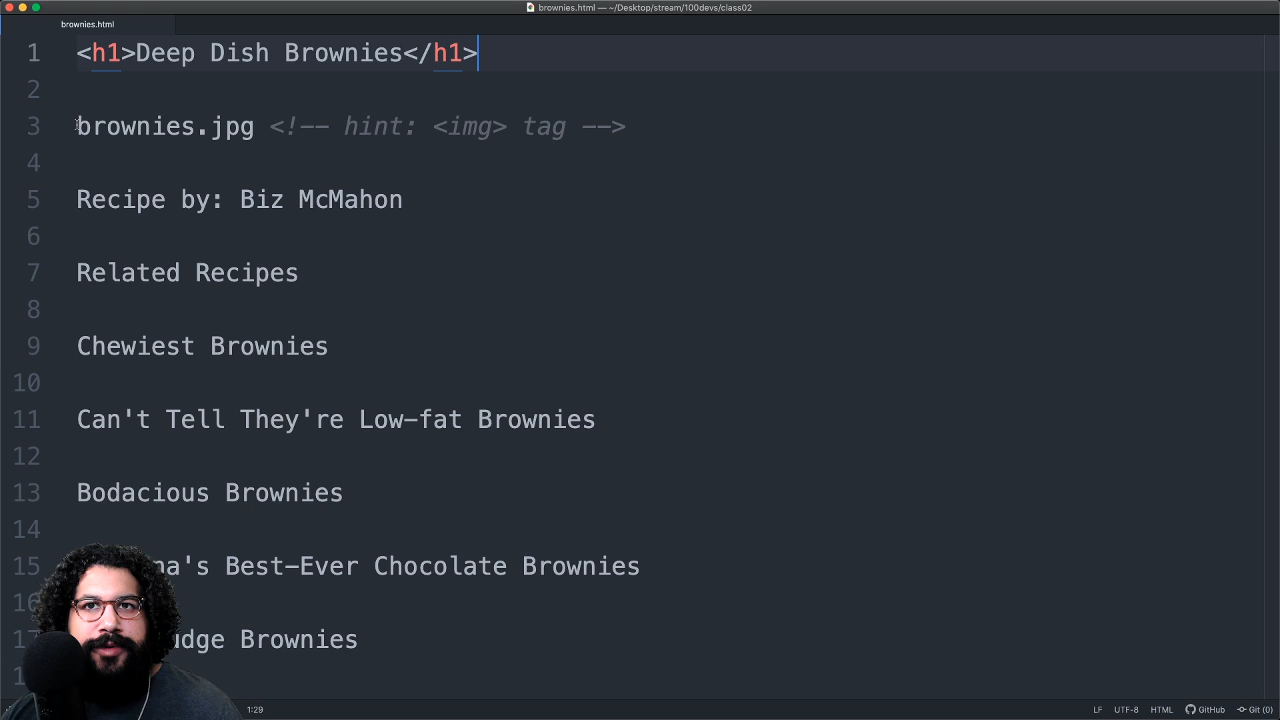 brownies.html — ~/Desktop/stream/100devs/class02
brownies.html
1 <h1>Deep Dish Brownies</h1>
2
3 brownies.jpg <!-- hint: <img> tag -->
4
5 Recipe by: Biz McMahon
6
7 Related Recipes
8
9 Chewiest Brownies
10
11 Can't Tell They're Low-fat Brownies
12
13 Bodacious Brownies
14
15 Best-Ever Chocolate Brownies
16
17 Brownies
1:29 LF UTF-8 HTML GitHub Git (0)